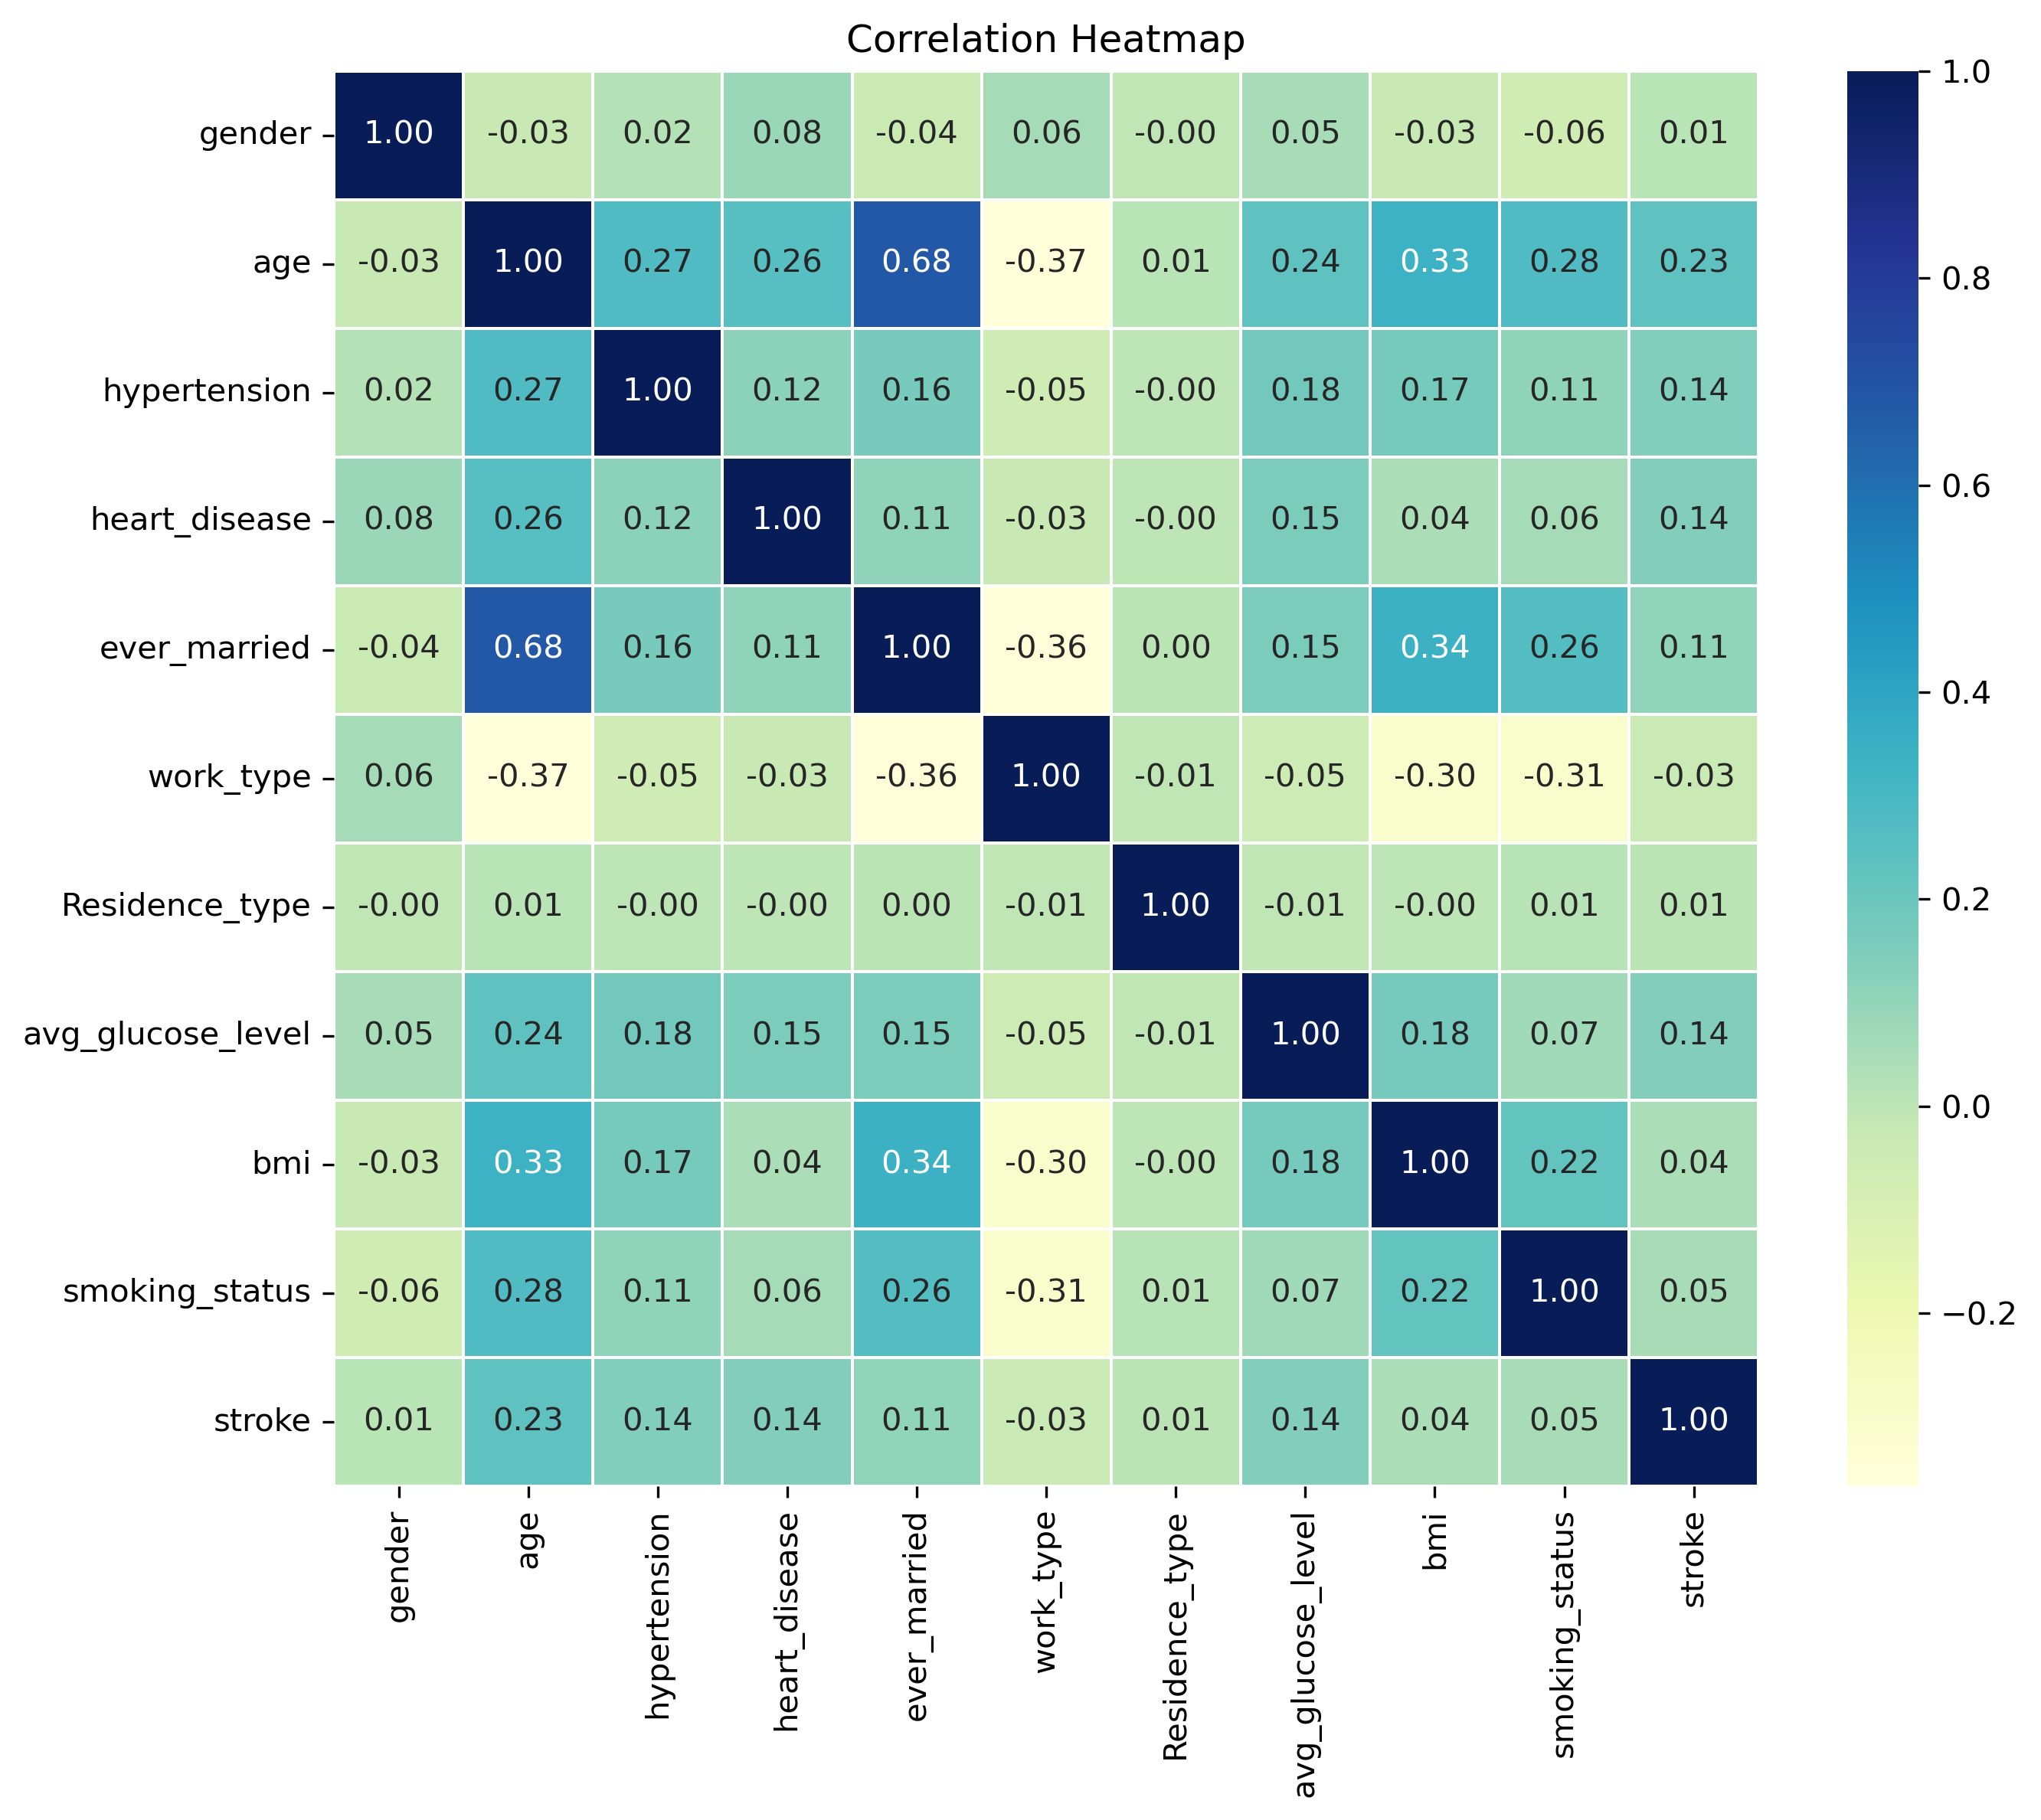 Correlation Heatmap
gender 1.00 -0.03 0.02 0.08 -0.04 0.06 -0.00 0.05 -0.03 -0.06 0.01
age -0.03 1.00 0.27 0.26 0.68 -0.37 0.01 0.24 0.33 0.28 0.23
hypertension 0.02 0.27 1.00 0.12 0.16 -0.05 -0.00 0.18 0.17 0.11 0.14
heart_disease 0.08 0.26 0.12 1.00 0.11 -0.03 -0.00 0.15 0.04 0.06 0.14
ever_married -0.04 0.68 0.16 0.11 1.00 -0.36 0.00 0.15 0.34 0.26 0.11
work_type 0.06 -0.37 -0.05 -0.03 -0.36 1.00 -0.01 -0.05 -0.30 -0.31 -0.03
Residence_type -0.00 0.01 -0.00 -0.00 0.00 -0.01 1.00 -0.01 -0.00 0.01 0.01
avg_glucose_level 0.05 0.24 0.18 0.15 0.15 -0.05 -0.01 1.00 0.18 0.07 0.14
bmi -0.03 0.33 0.17 0.04 0.34 -0.30 -0.00 0.18 1.00 0.22 0.04
smoking_status -0.06 0.28 0.11 0.06 0.26 -0.31 0.01 0.07 0.22 1.00 0.05
stroke 0.01 0.23 0.14 0.14 0.11 -0.03 0.01 0.14 0.04 0.05 1.00
gender
age
hypertension
heart_disease
ever_married
work_type
Residence_type
avg_glucose_level
bmi
smoking_status
stroke
1.0
0.8
0.6
0.4
0.2
0.0
−0.2